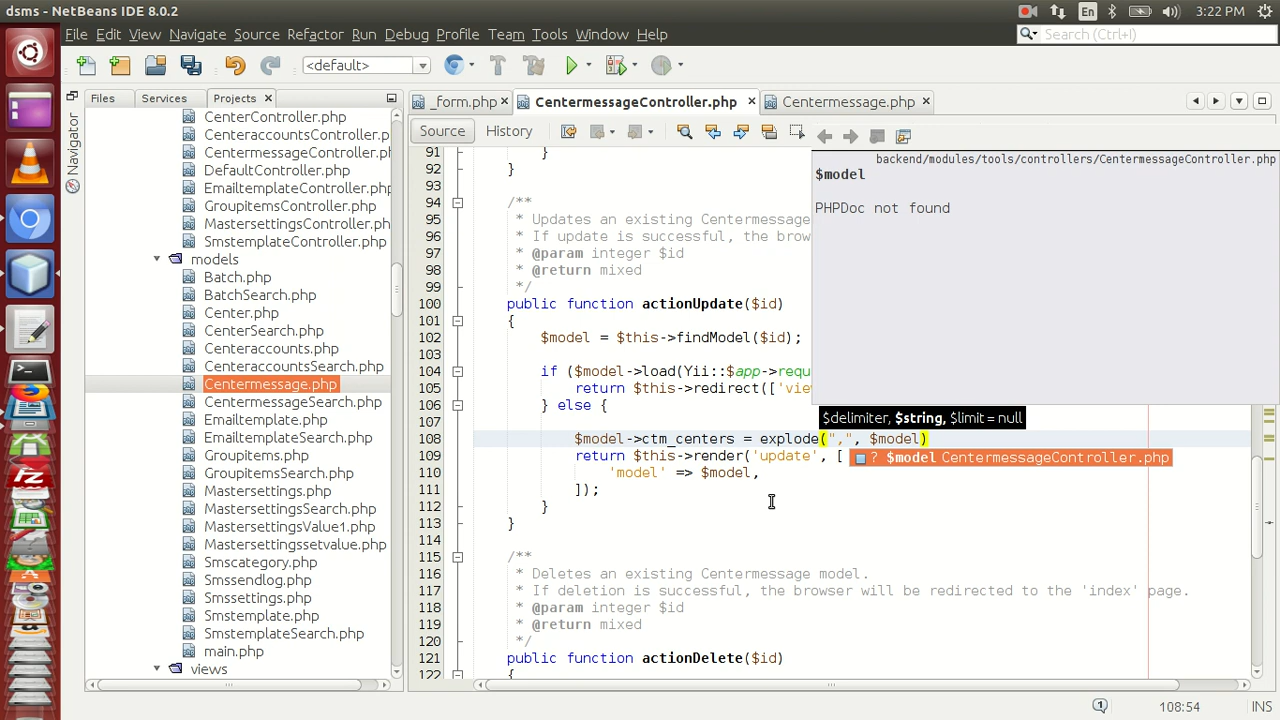 dsms - NetBeans IDE 8.0.2
En
3:22 PM
File Edit View Navigate Source Refactor Run Debug Profile Team Tools Window Help
Search (Ctrl+I)
<default>
Files Services Projects
_form.php CentermessageController.php Centermessage.php
Source History
Navigator
CenterController.php
CenteraccountsController.p
CentermessageController.ph
DefaultController.php
EmailtemplateController.php
GroupitemsController.php
MastersettingsController.ph
SmstemplateController.php
models
Batch.php
BatchSearch.php
Center.php
CenterSearch.php
Centeraccounts.php
CenteraccountsSearch.php
Centermessage.php
CentermessageSearch.php
Emailtemplate.php
EmailtemplateSearch.php
Groupitems.php
GroupitemsSearch.php
Mastersettings.php
MastersettingsSearch.php
MastersettingsValue1.php
Mastersettingssetvalue.php
Smscategory.php
Smssendlog.php
Smssettings.php
Smstemplate.php
SmstemplateSearch.php
main.php
views
91 }
92 }
93
94 /**
95 * Updates an existing Centermessage
96 * If update is successful, the brow
97 * @param integer $id
98 * @return mixed
99 */
100 public function actionUpdate($id)
101 {
102 $model = $this->findModel($id);
103
104 if ($model->load(Yii::$app->requ
105 return $this->redirect(['vie
106 } else {
107
108 $model->ctm_centers = explode(",", $model)
109 return $this->render('update', [
110 'model' => $model,
111 ]);
112 }
113 }
114
115 /**
116 * Deletes an existing Centermessage model.
117 * If deletion is successful, the browser will be redirected to the 'index' page.
118 * @param integer $id
119 * @return mixed
120 */
121 public function actionDelete($id)
{
backend/modules/tools/controllers/CentermessageController.php
$model
PHPDoc not found
$delimiter, $string, $limit = null
? $model CentermessageController.php
108:54 INS